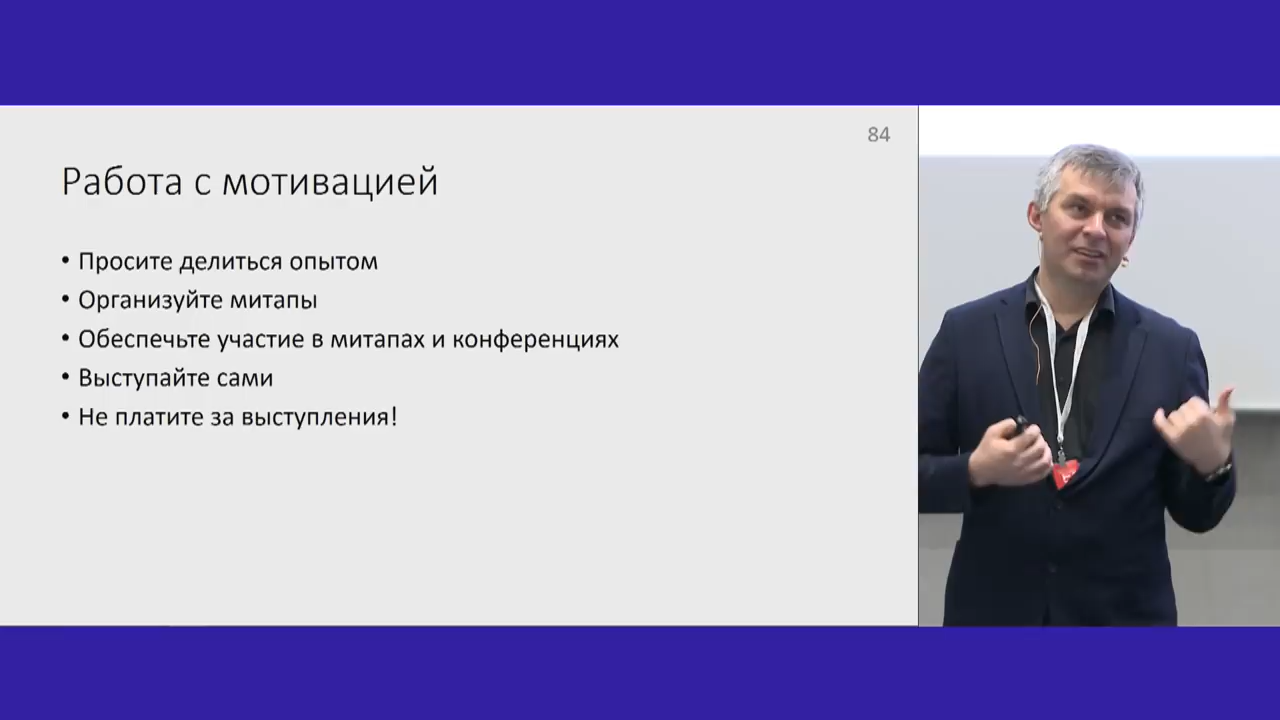 84
Работа с мотивацией
• Просите делиться опытом
• Организуйте митапы
• Обеспечьте участие в митапах и конференциях
• Выступайте сами
• Не платите за выступления!